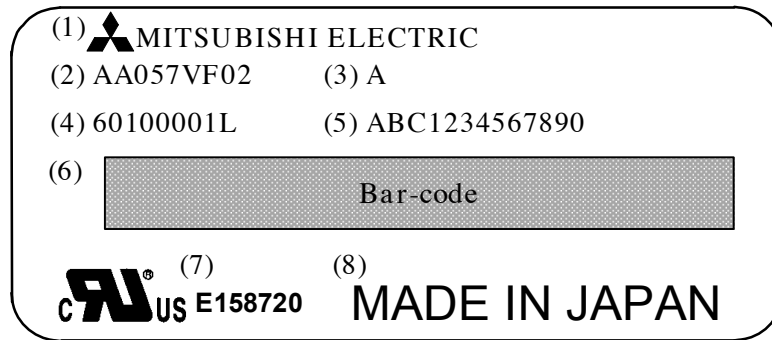 (1) MITSUBISHI ELECTRIC
(2) AA057VF02 (3) A
(4) 60100001L (5) ABC1234567890
(6) Bar-code
(7) (8)
c RU ® US E158720 MADE IN JAPAN